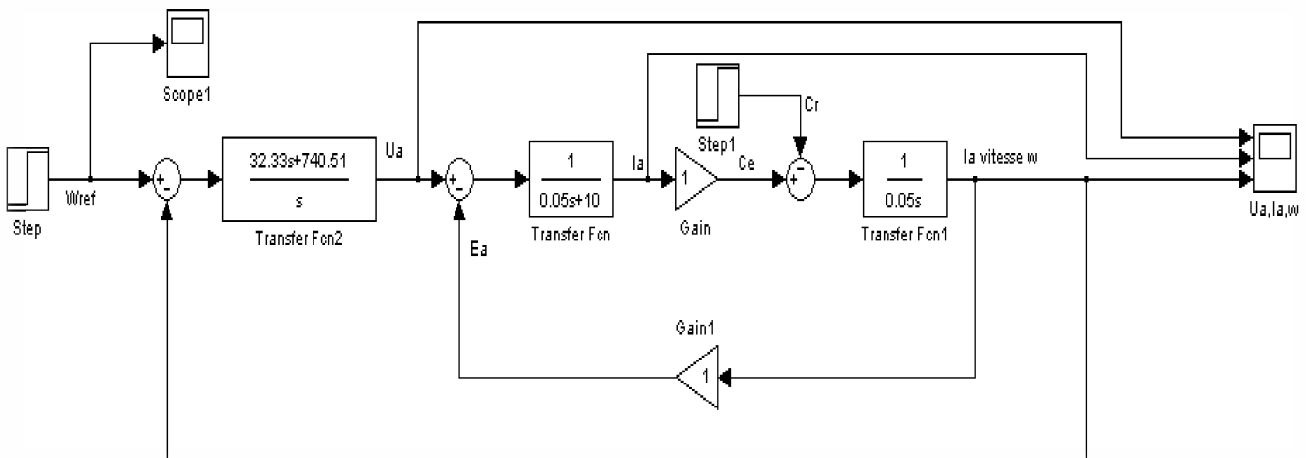 Scope1
Step
Wref
32.33s+740.51
s
Transfer Fcn2
Ua
Ea
1
0.05s+10
Transfer Fcn
Ia
1
Gain
Step1
Cr
Ce
1
0.05s
Transfer Fcn1
la vitesse w
Ua,Ia,w
Gain1
1